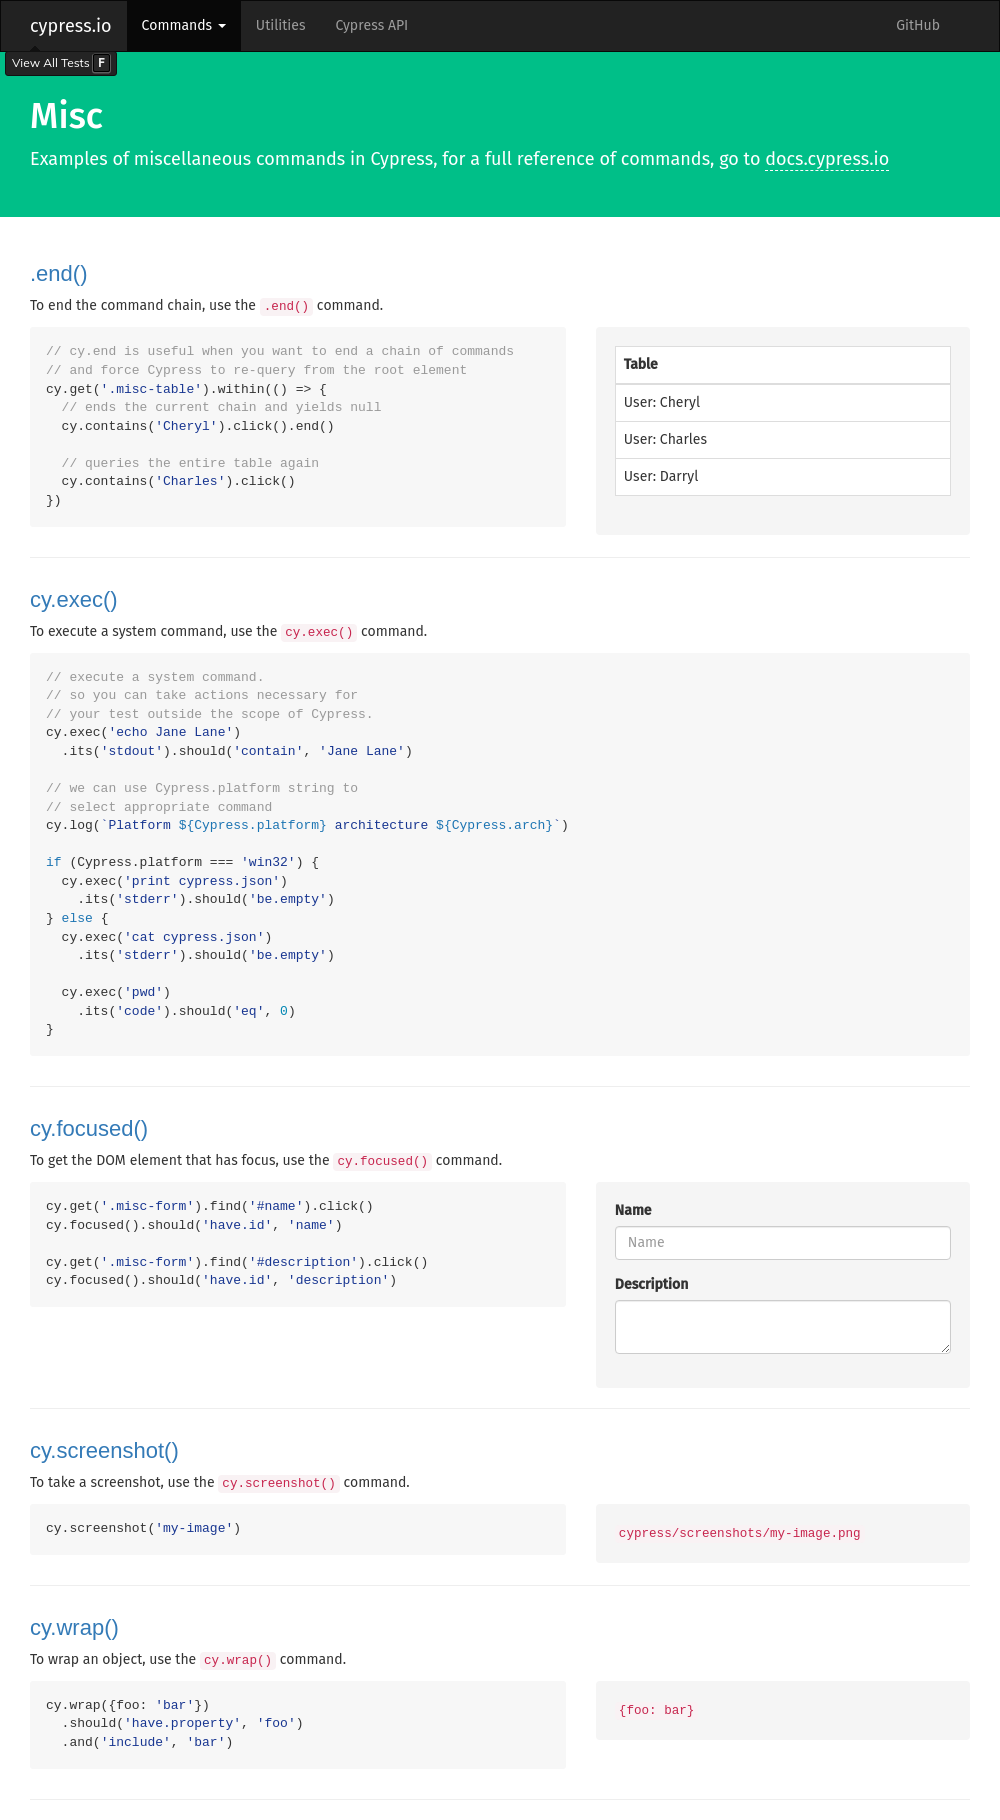 cypress.io Commands Utilities Cypress API GitHub
View All Tests F
Misc
Examples of miscellaneous commands in Cypress, for a full reference of commands, go to docs.cypress.io
.end()
To end the command chain, use the .end() command.
// cy.end is useful when you want to end a chain of commands
// and force Cypress to re-query from the root element
cy.get('.misc-table').within(() => {
  // ends the current chain and yields null
  cy.contains('Cheryl').click().end()
  // queries the entire table again
  cy.contains('Charles').click()
})
Table
User: Cheryl
User: Charles
User: Darryl
cy.exec()
To execute a system command, use the cy.exec() command.
// execute a system command.
// so you can take actions necessary for
// your test outside the scope of Cypress.
cy.exec('echo Jane Lane')
  .its('stdout').should('contain', 'Jane Lane')
// we can use Cypress.platform string to
// select appropriate command
cy.log(`Platform ${Cypress.platform} architecture ${Cypress.arch}`)
if (Cypress.platform === 'win32') {
  cy.exec('print cypress.json')
    .its('stderr').should('be.empty')
} else {
  cy.exec('cat cypress.json')
    .its('stderr').should('be.empty')
  cy.exec('pwd')
    .its('code').should('eq', 0)
}
cy.focused()
To get the DOM element that has focus, use the cy.focused() command.
cy.get('.misc-form').find('#name').click()
cy.focused().should('have.id', 'name')
cy.get('.misc-form').find('#description').click()
cy.focused().should('have.id', 'description')
Name
Name
Description
cy.screenshot()
To take a screenshot, use the cy.screenshot() command.
cy.screenshot('my-image')
cypress/screenshots/my-image.png
cy.wrap()
To wrap an object, use the cy.wrap() command.
cy.wrap({foo: 'bar'})
  .should('have.property', 'foo')
  .and('include', 'bar')
{foo: bar}